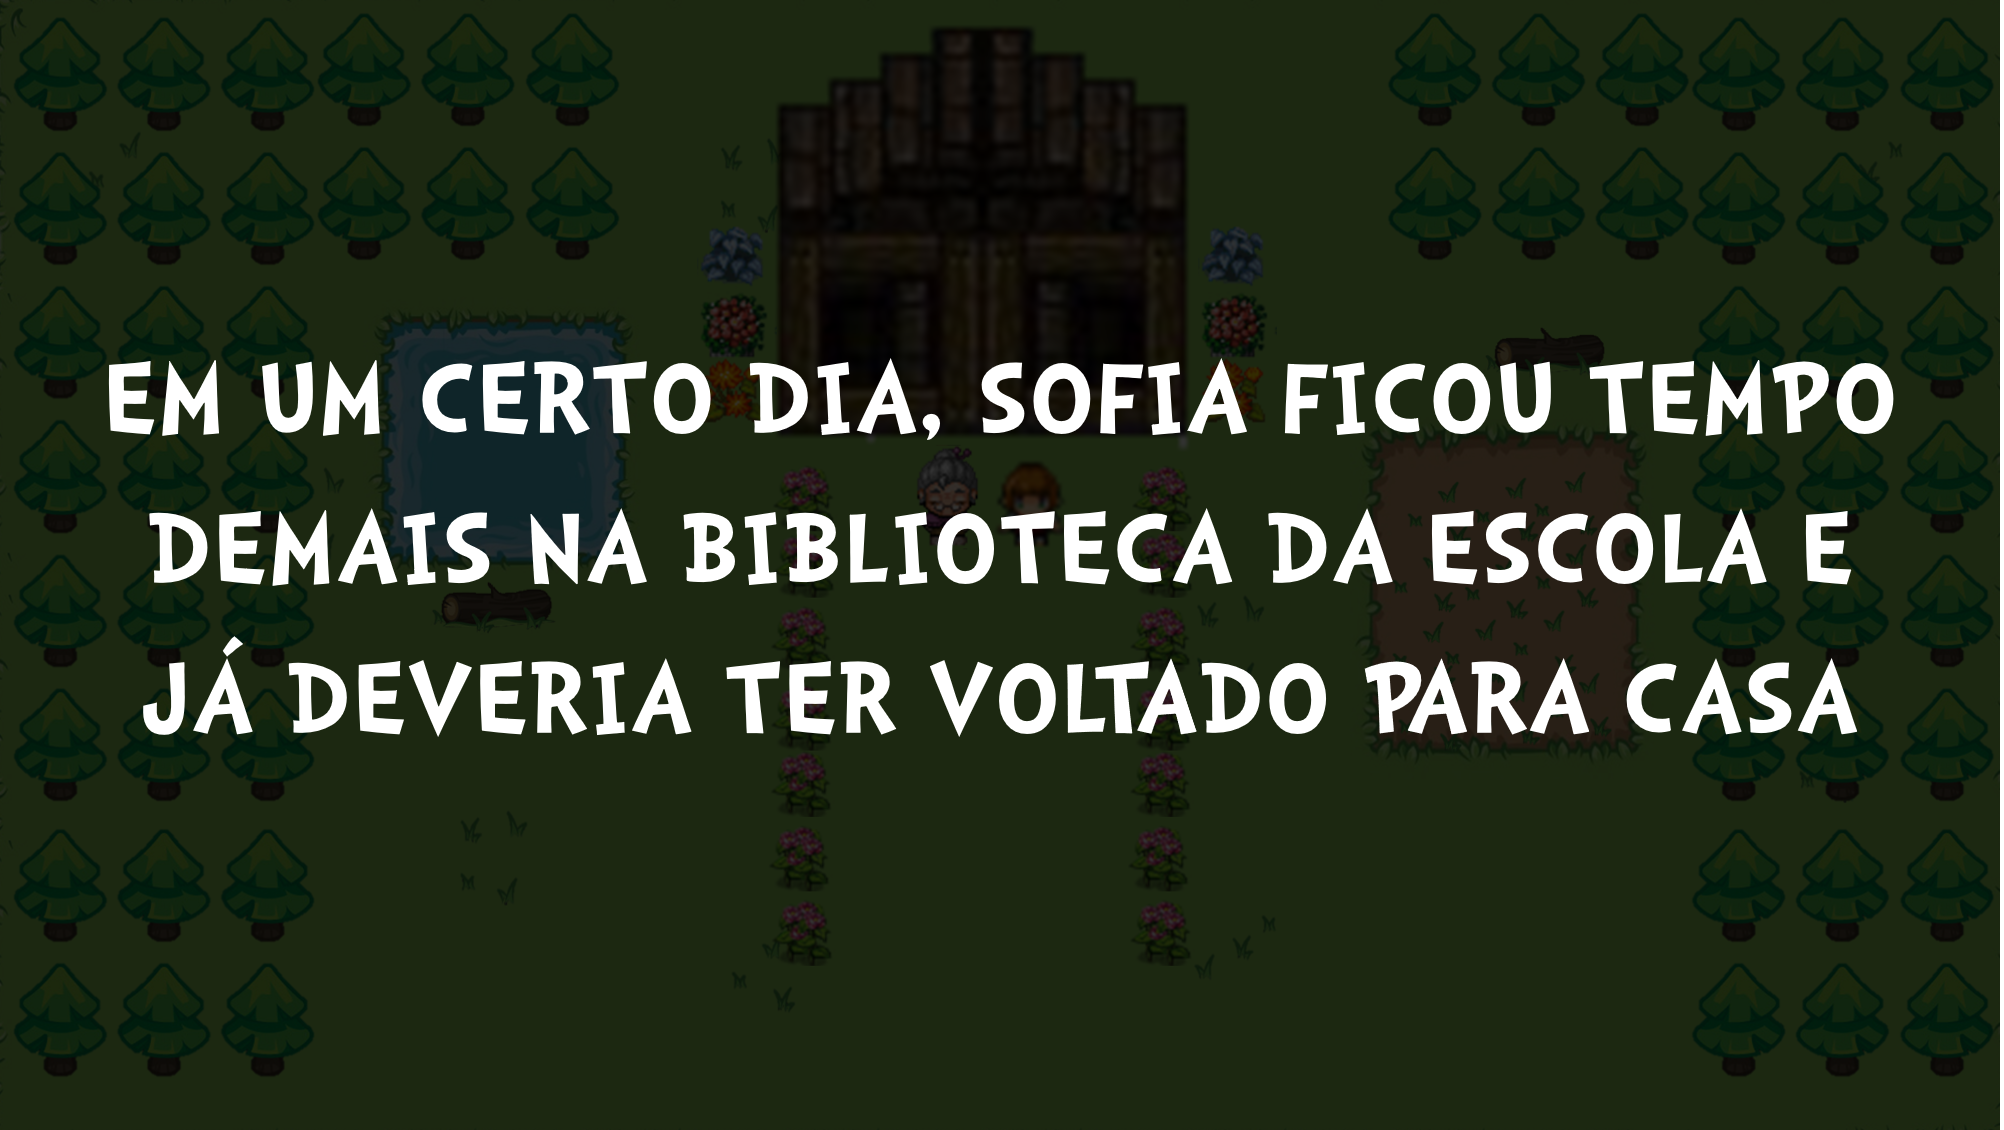 EM UM CERTO DIA, SOFIA FICOU TEMPO
DEMAIS NA BIBLIOTECA DA ESCOLA E
JÁ DEVERIA TER VOLTADO PARA CASA